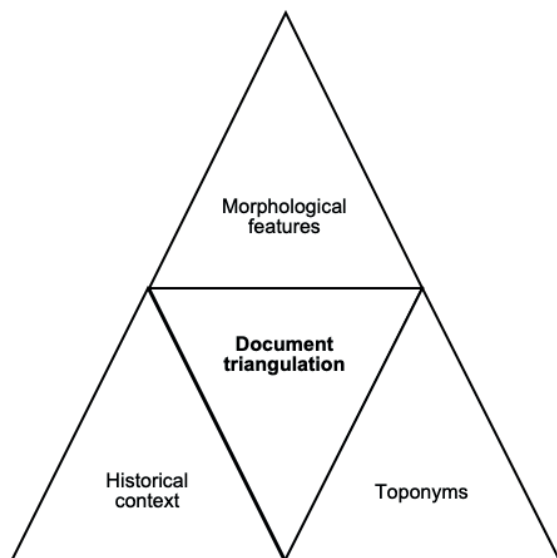 Morphological
features
Document
triangulation
Historical
context
Toponyms